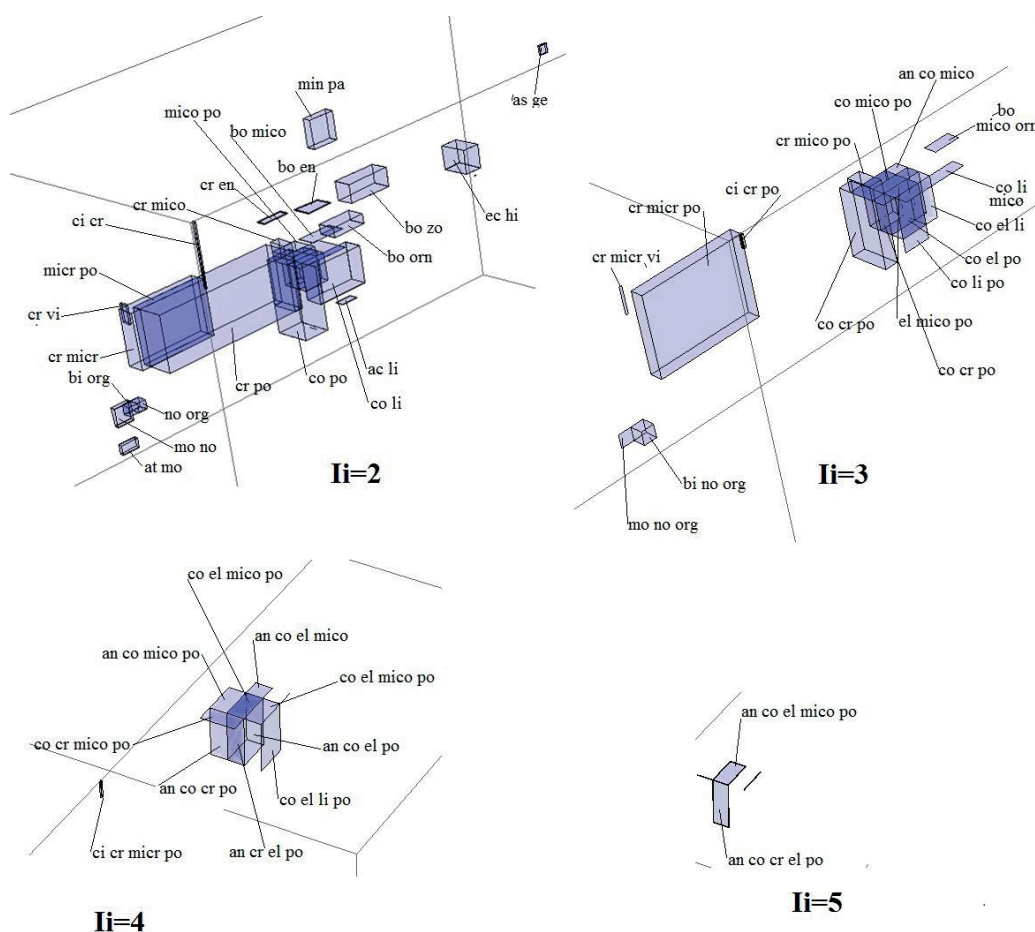 min pa
mico po
bo mico
as ge
bo en
cr en
cr mico
ci cr
bo zo
ec hi
bo orn
micr po
cr vi
cr micr
bi org
no org
cr po
co po
ac li
co li
mo no
at mo
Ii=2
an co mico
co mico po
bo
mico orn
cr mico po
ci cr po
co li
mico
cr micr po
co el li
cr micr vi
co el po
co li po
co cr po
el mico po
co cr po
bi no org
mo no org
Ii=3
co el mico po
an co el mico
an co mico po
co el mico po
co cr mico po
an co el po
an co cr po
co el li po
ci cr micr po
an cr el po
Ii=4
an co el mico po
an co cr el po
Ii=5